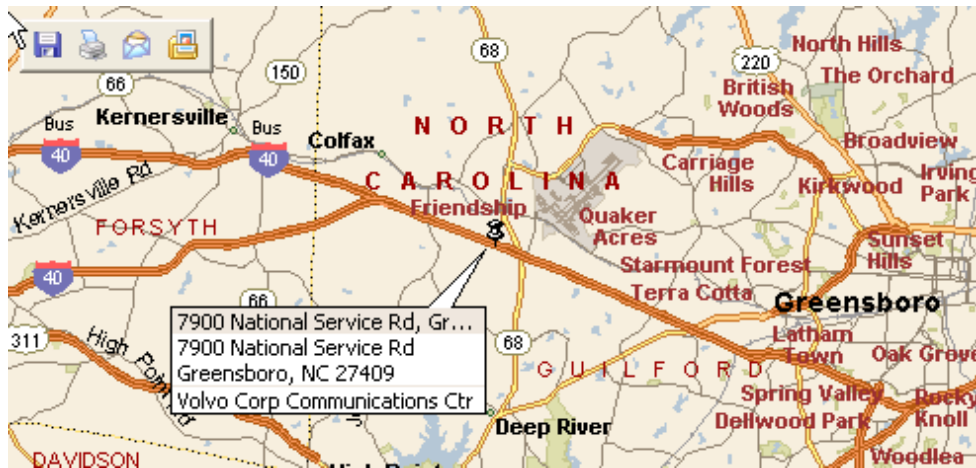 North Hills
68
220
The Orchard
150
British
Woods
66
Kernersville
Bus
Bus
NORTH
Broadview
40
40
Colfax
Carriage
Hills
Irving
Park
Kernersville Rd
CAROLINA
Kirkwood
Friendship
Quaker
Acres
FORSYTH
Sunset
Hills
40
Starmount Forest
Terra Cotta
66
Greensboro
7900 National Service Rd, Gr...
7900 National Service Rd
Greensboro, NC 27409
Volvo Corp Communications Ctr
311
High Point Rd
68
Latham
Town
Oak Grove
GUILFORD
Spring Valley
Dellwood Park
Rocky
Knoll
Deep River
Woodlea
DAVIDSON